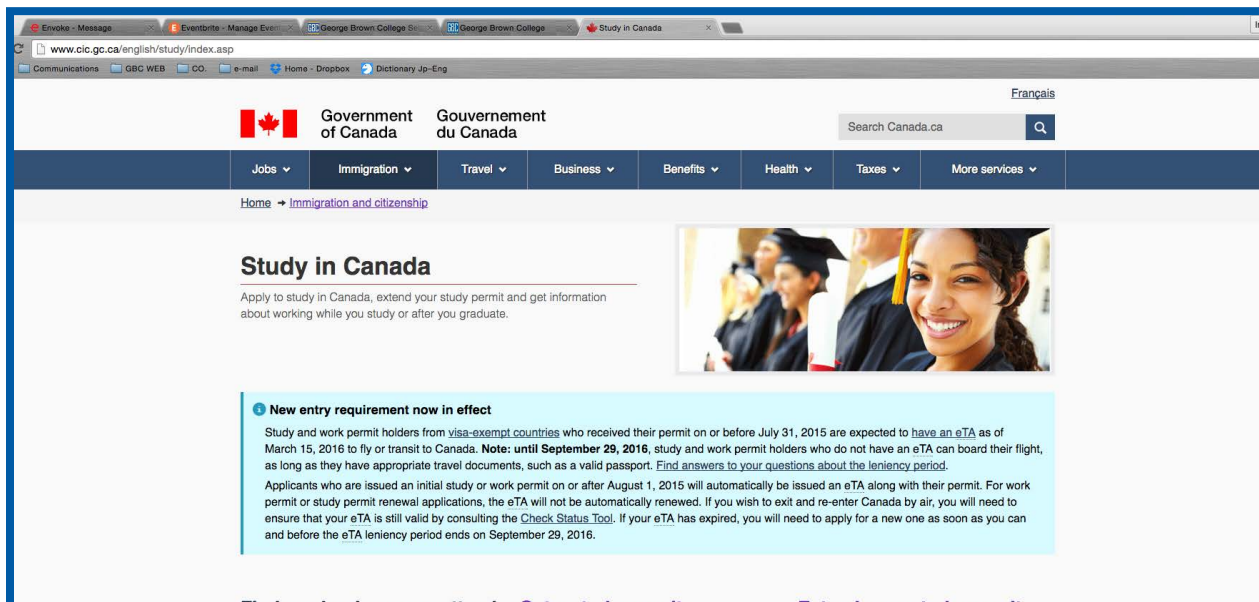 Envoke - Message
Eventbrite - Manage Even
George Brown College Sel
George Brown College
Study in Canada
www.cic.gc.ca/english/study/index.asp
Communications GBC WEB CO. e-mail Home - Dropbox Dictionary Jp-Eng
Français
Government of Canada
Gouvernement du Canada
Search Canada.ca
Jobs Immigration Travel Business Benefits Health Taxes More services
Home → Immigration and citizenship
Study in Canada
Apply to study in Canada, extend your study permit and get information
about working while you study or after you graduate.
New entry requirement now in effect
Study and work permit holders from visa-exempt countries who received their permit on or before July 31, 2015 are expected to have an eTA as of
March 15, 2016 to fly or transit to Canada. Note: until September 29, 2016, study and work permit holders who do not have an eTA can board their flight,
as long as they have appropriate travel documents, such as a valid passport. Find answers to your questions about the leniency period.
Applicants who are issued an initial study or work permit on or after August 1, 2015 will automatically be issued an eTA along with their permit. For work
permit or study permit renewal applications, the eTA will not be automatically renewed. If you wish to exit and re-enter Canada by air, you will need to
ensure that your eTA is still valid by consulting the Check Status Tool. If your eTA has expired, you will need to apply for a new one as soon as you can
and before the eTA leniency period ends on September 29, 2016.